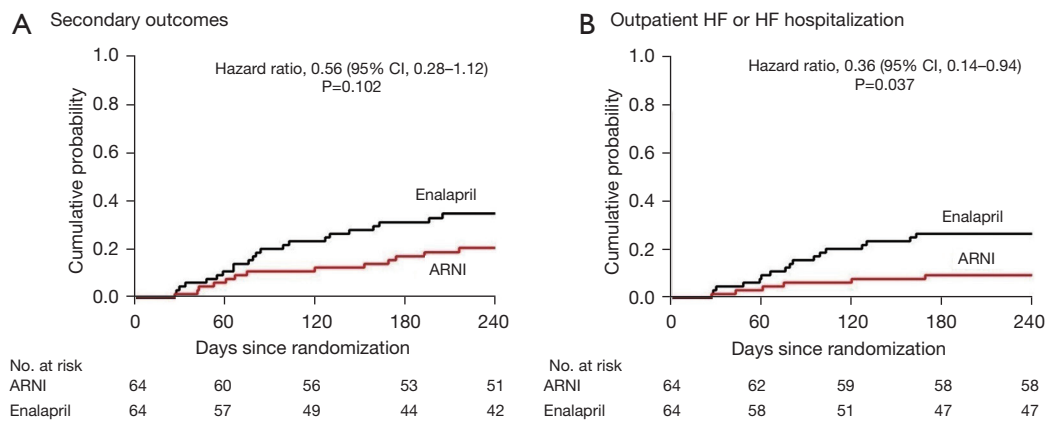 A Secondary outcomes
1.0
0.8
0.6
0.4
0.2
0.0
Cumulative probability
Hazard ratio, 0.56 (95% CI, 0.28–1.12)
P=0.102
Enalapril
ARNI
0 60 120 180 240
Days since randomization
No. at risk
ARNI 64 60 56 53 51
Enalapril 64 57 49 44 42
B Outpatient HF or HF hospitalization
1.0
0.8
0.6
0.4
0.2
0.0
Cumulative probability
Hazard ratio, 0.36 (95% CI, 0.14–0.94)
P=0.037
Enalapril
ARNI
0 60 120 180 240
Days since randomization
No. at risk
ARNI 64 62 59 58 58
Enalapril 64 58 51 47 47